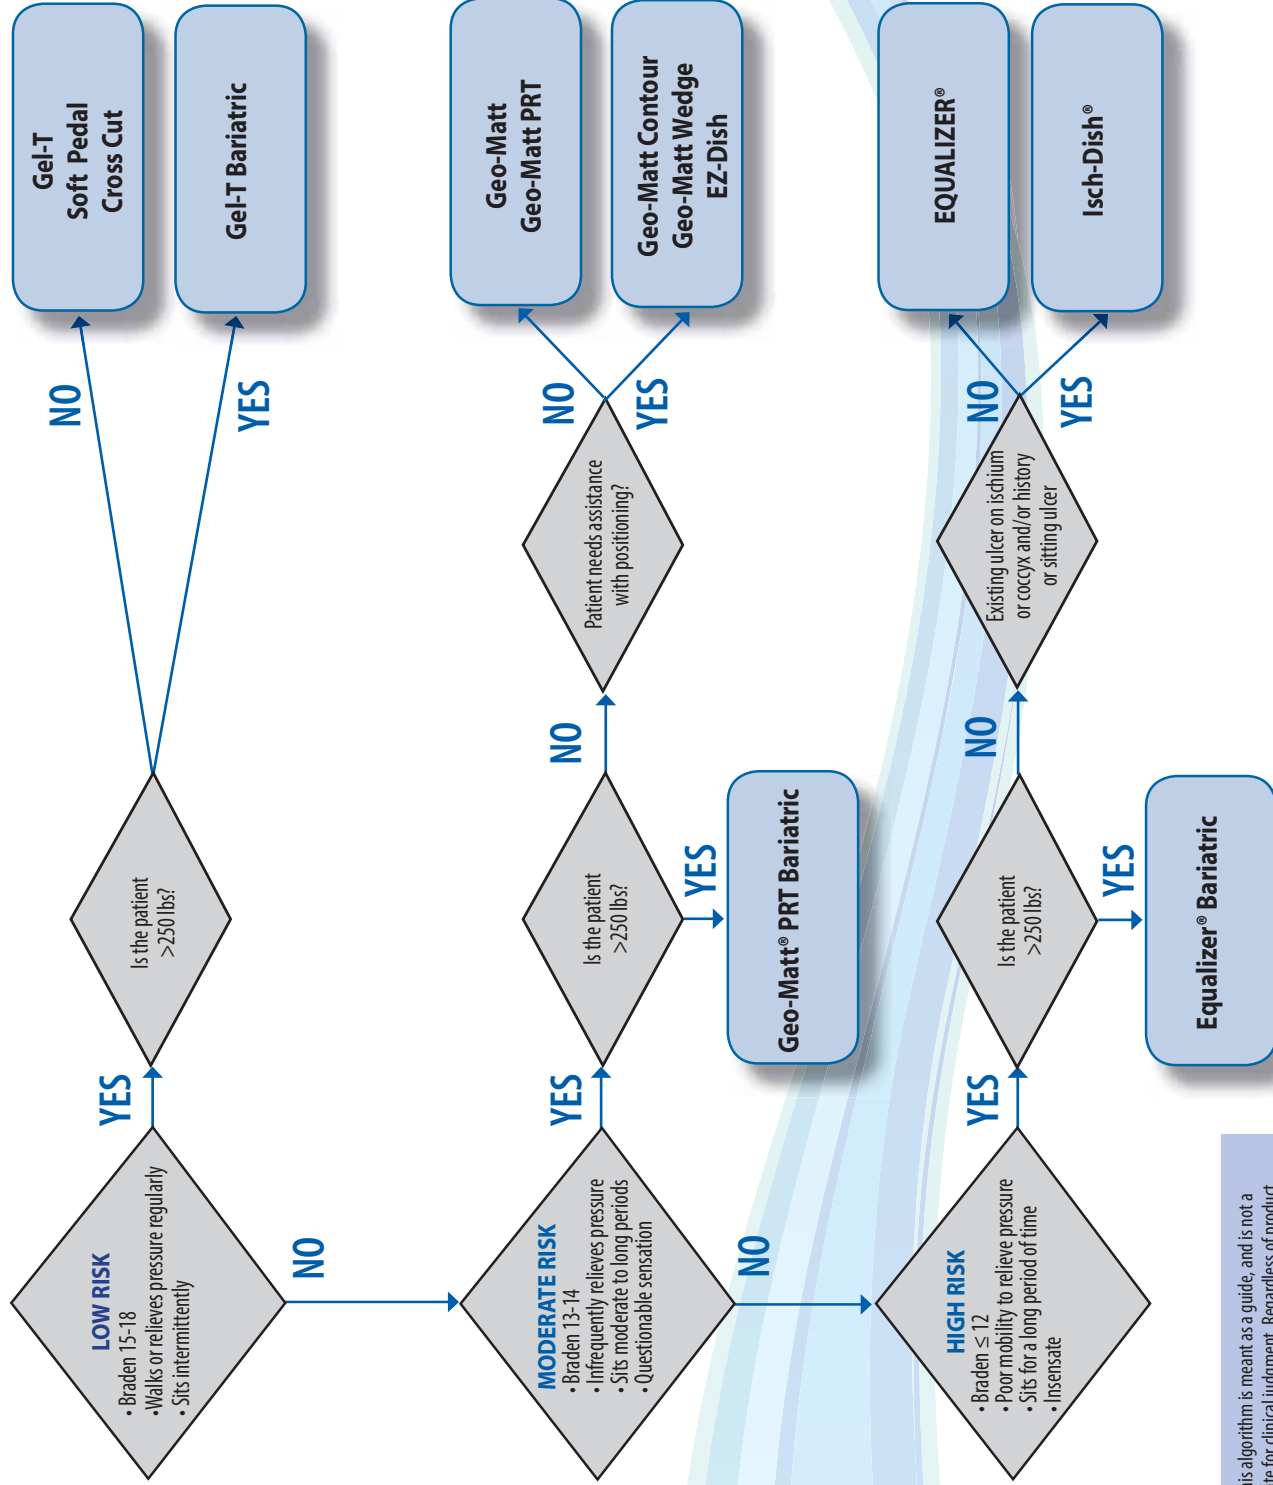 LOW RISK
• Braden 15-18
•Walks or relieves pressure regularly
• Sits intermittently
YES
NO
Is the patient
>250 lbs?
NO
YES
Gel-T
Soft Pedal
Cross Cut
Gel-T Bariatric
MODERATE RISK
• Braden 13-14
• Infrequently relieves pressure
• Sits moderate to long periods
• Questionable sensation
YES
NO
Is the patient
>250 lbs?
YES
Geo-Matt® PRT Bariatric
NO
Patient needs assistance
with positioning?
NO
YES
Geo-Matt
Geo-Matt PRT
Geo-Matt Contour
Geo-Matt Wedge
EZ-Dish
HIGH RISK
• Braden ≤ 12
• Poor mobility to relieve pressure
• Sits for a long period of time
• Insensate
YES
Is the patient
>250 lbs?
YES
Equalizer® Bariatric
NO
Existing ulcer on ischium
or coccyx and/or history
or sitting ulcer
NO
YES
EQUALIZER®
Isch-Dish®
algorithm is meant as a guide, and is not a
for clinical judgment. Regardless of product